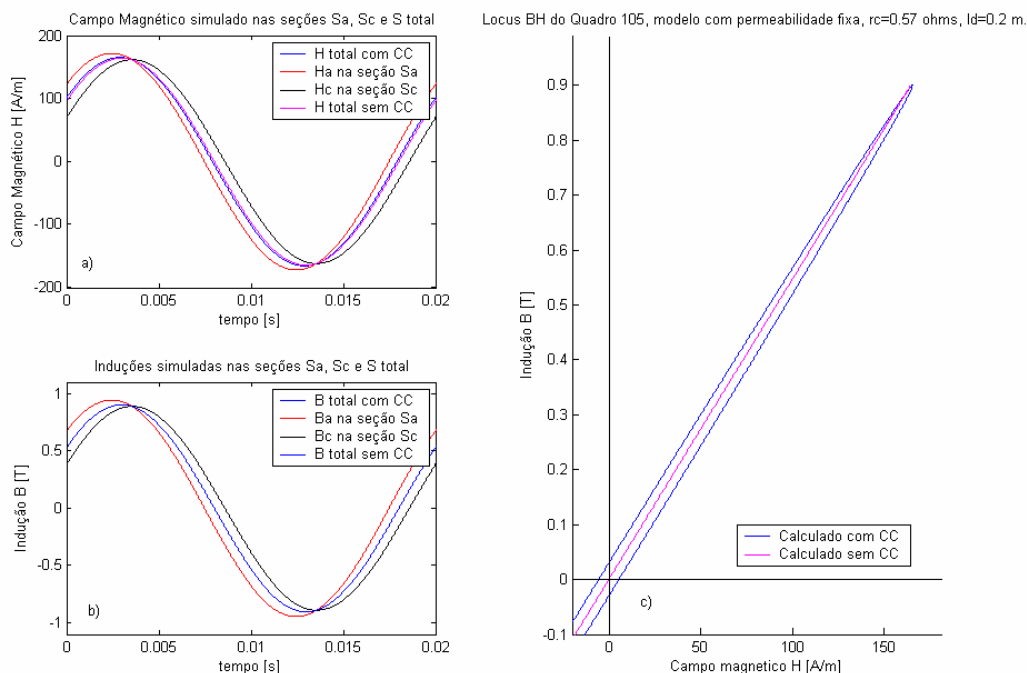 Campo Magnético simulado nas seções Sa, Sc e S total
Campo Magnético H [A/m]
200
100
0
-100
-200
H total com CC
Ha na seção Sa
Hc na seção Sc
H total sem CC
a)
0
0.005
0.01
0.015
0.02
tempo [s]
Induções simuladas nas seções Sa, Sc e S total
Indução B [T]
1
0.5
0
-0.5
-1
B total com CC
Ba na seção Sa
Bc na seção Sc
B total sem CC
b)
0
0.005
0.01
0.015
0.02
tempo [s]
Locus BH do Quadro 105, modelo com permeabilidade fixa, rc=0.57 ohms, ld=0.2 m.
Indução B [T]
0.9
0.8
0.7
0.6
0.5
0.4
0.3
0.2
0.1
0
-0.1
Calculado com CC
Calculado sem CC
c)
0
50
100
150
Campo magnetico H [A/m]